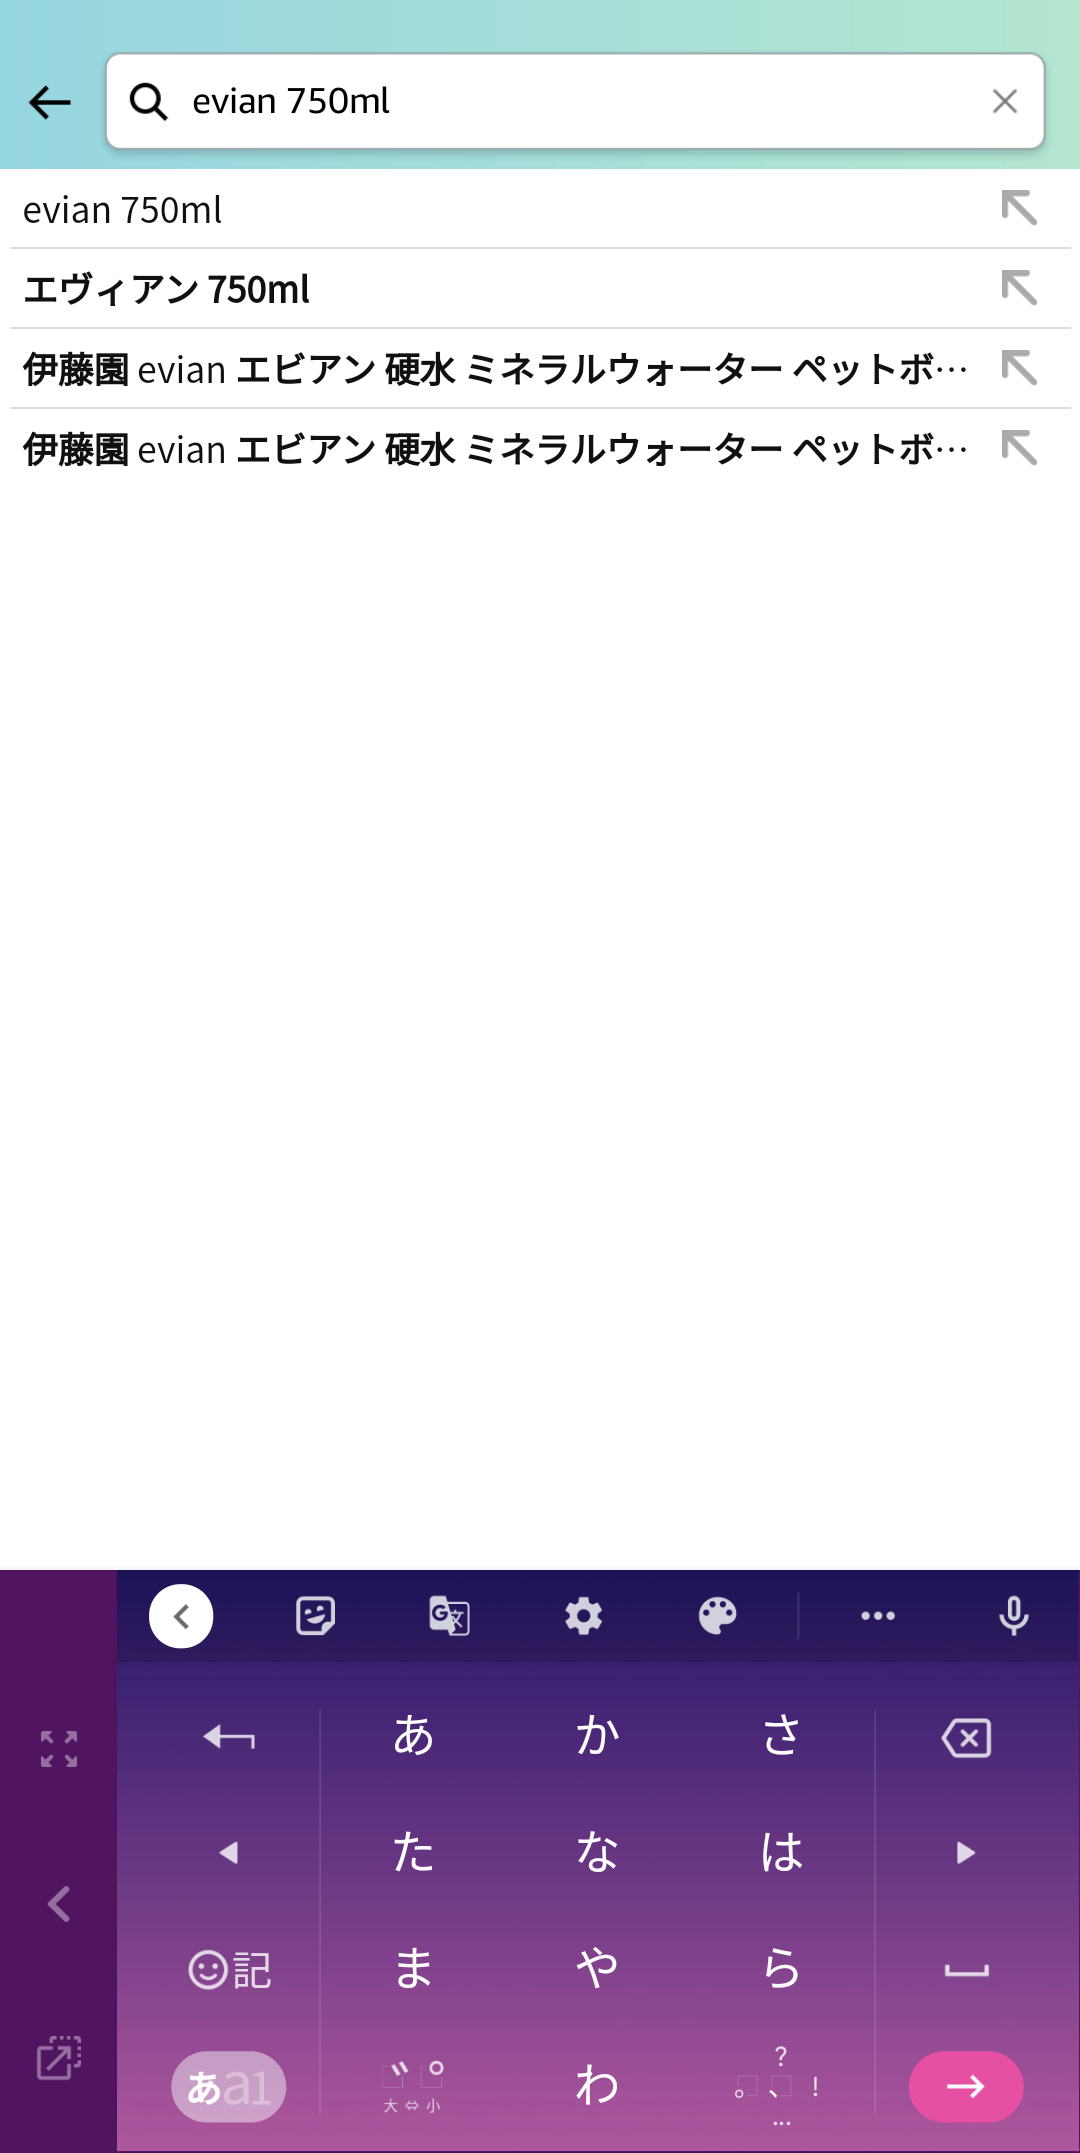 evian 750ml
evian 750ml
エヴィアン 750ml
伊藤園 evian エビアン 硬水 ミネラルウォーター ペットボ…
伊藤園 evian エビアン 硬水 ミネラルウォーター ペットボ…
あ か さ
た な は
記 ま や ら
あa1 ゛ ゜ 大⇔小 わ 。 、 ? ! …